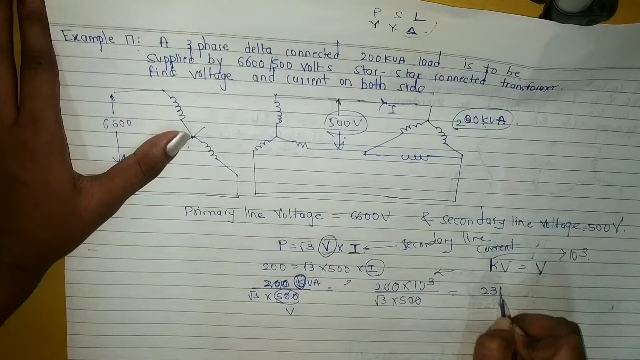 P S L
Y Y Δ
Example 17: A 3 phase delta connected 200 KVA load is to be
supplied by 6600/500 volts star-star connected transformer.
find voltage and current on both side.
6600
500V
I
200 KVA
Primary line Voltage = 6600V & secondary line voltage = 500V.
P = √3 V × I secondary line current
200 = √3 × 500 × I
KV = V 10³
200 KVA / √3 × 500 = 200 × 10³ / √3 × 500 = 23
V